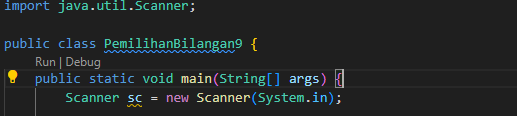 import java.util.Scanner;
public class PemilihanBilangan9 {
Run | Debug
public static void main(String[] args) {
Scanner sc = new Scanner(System.in);